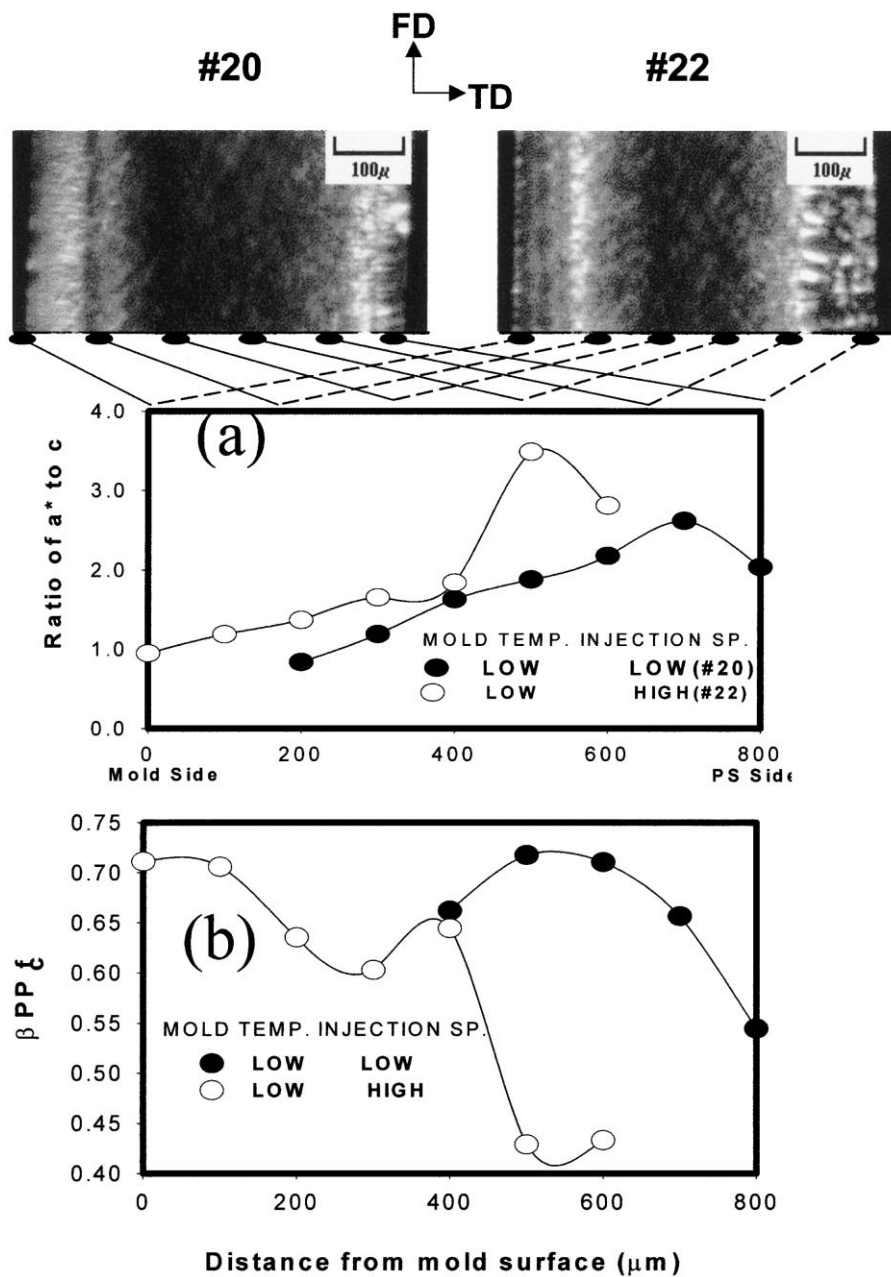 FD
#20
#22
TD
100μ
100μ
(a)
Ratio of a* to c
4.0
3.0
2.0
1.0
0.0
MOLD TEMP. INJECTION SP.
LOW LOW(#20)
LOW HIGH(#22)
0 200 400 600 800
Mold Side PS Side
(b)
β PP fc
0.75
0.70
0.65
0.60
0.55
0.50
0.45
0.40
MOLD TEMP. INJECTION SP.
LOW LOW
LOW HIGH
0 200 400 600 800
Distance from mold surface (μm)